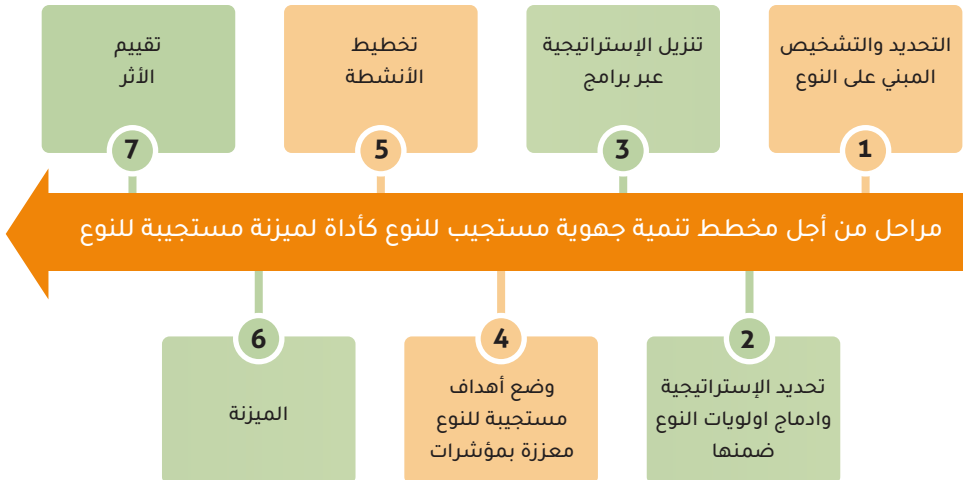 التحديد والتشخيص
المبني على النوع
1
تنزيل الإستراتيجية
عبر برامج
3
تخطيط
الأنشطة
5
تقييم
الأثر
7
مراحل من أجل مخطط تنمية جهوية مستجيب للنوع كأداة لميزنة مستجيبة للنوع
2
تحديد الإستراتيجية
وادماج اولويات النوع
ضمنها
4
وضع أهداف
مستجيبة للنوع
معززة بمؤشرات
6
الميزنة